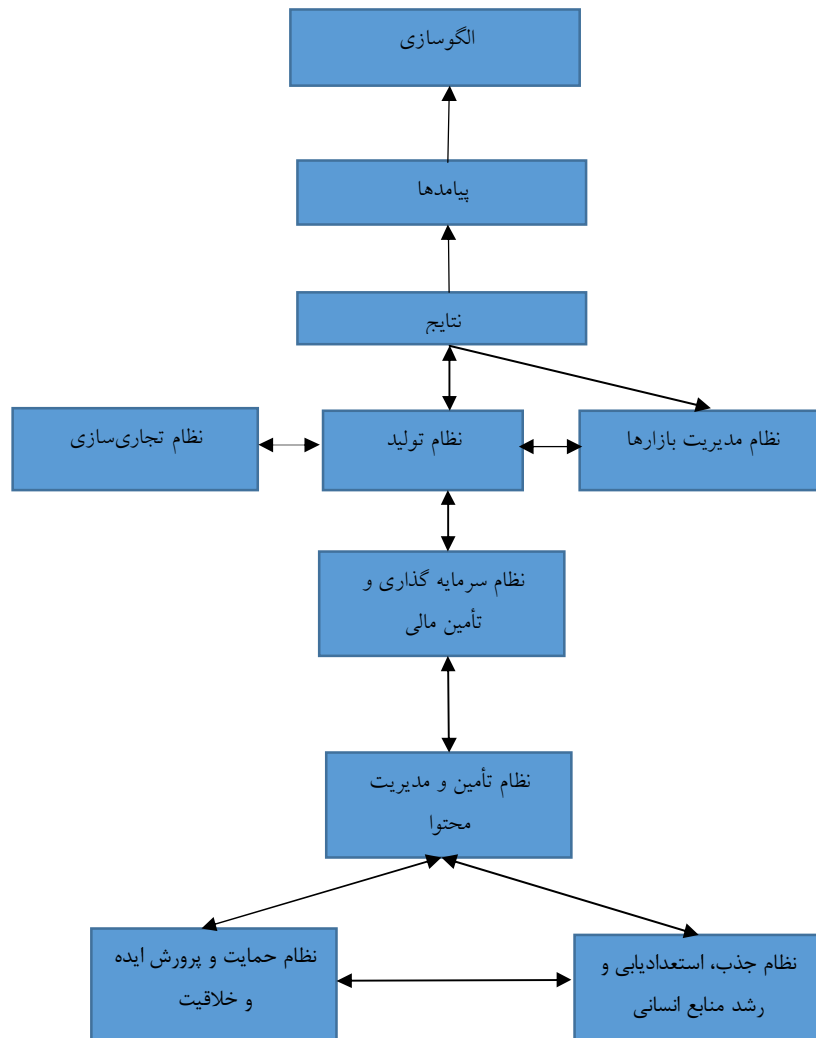 الگوسازی
پیامدها
نتایج
نظام مدیریت بازارها
نظام تولید
نظام تجاری‌سازی
نظام سرمایه گذاری و
تأمین مالی
نظام تأمین و مدیریت
محتوا
نظام جذب، استعدادیابی و
رشد منابع انسانی
نظام حمایت و پرورش ایده
و خلاقیت